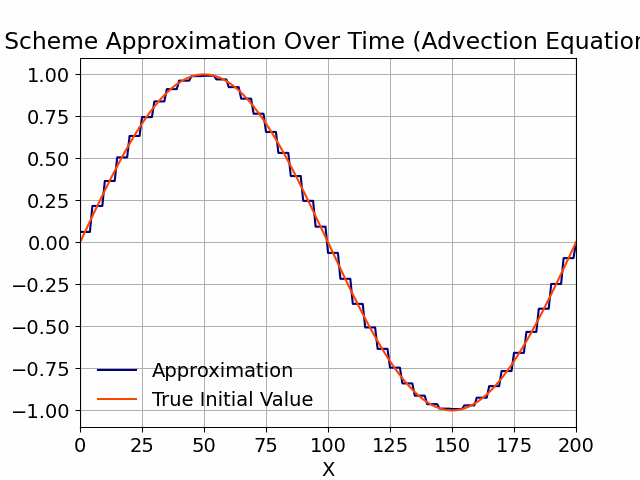 Scheme Approximation Over Time (Advection Equation
1.00
0.75
0.50
0.25
0.00
−0.25
−0.50
−0.75
−1.00
Approximation
True Initial Value
0 25 50 75 100 125 150 175 200
X